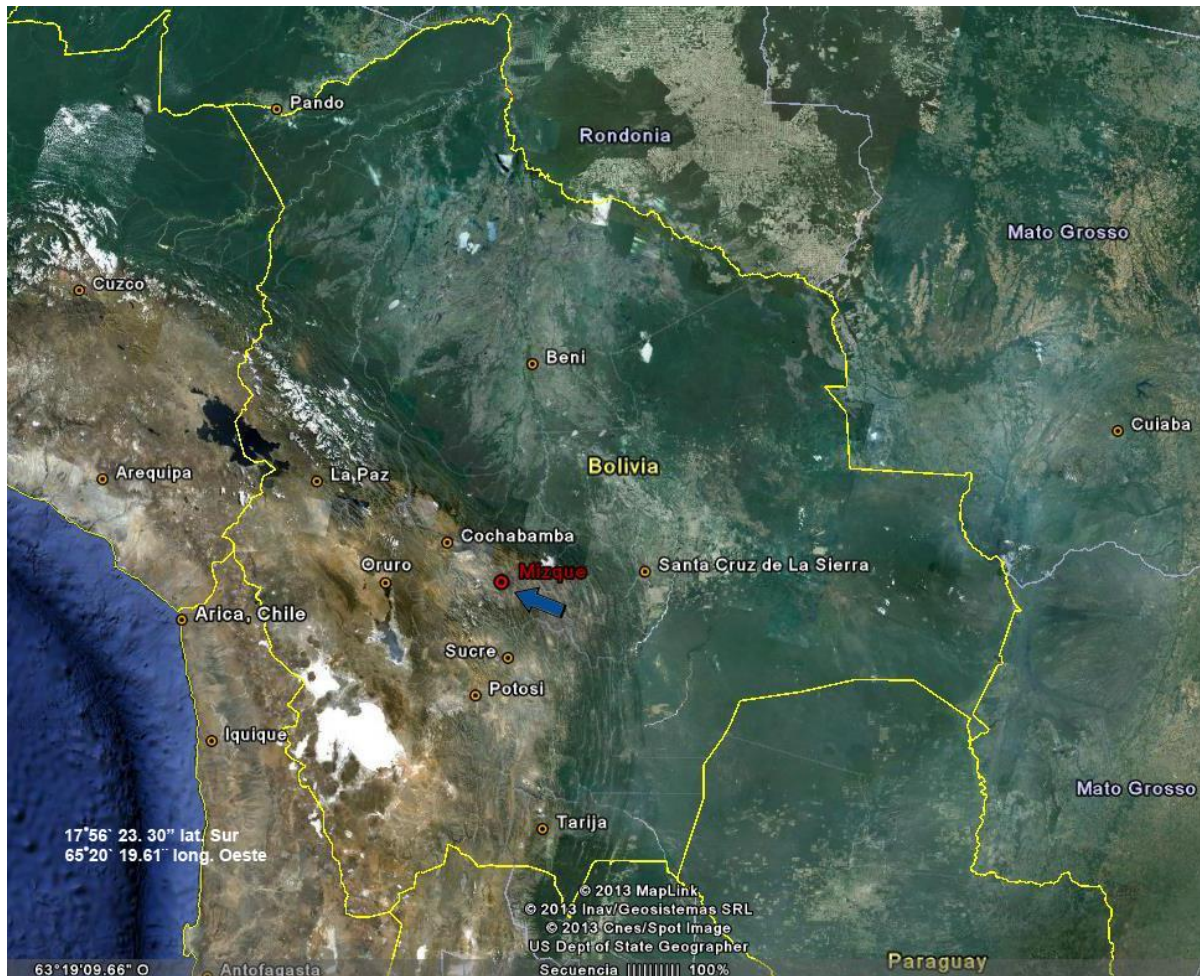 Pando
Rondonia
Mato Grosso
Cuzco
Beni
Cuiaba
Bolivia
Arequipa
La Paz
Cochabamba
Oruro
Mizque
Santa Cruz de La Sierra
Arica, Chile
Sucre
Potosi
Iquique
Mato Grosso
Tarija
17°56` 23. 30” lat. Sur
65°20` 19.61¨ long. Oeste
© 2013 MapLink
© 2013 Inav/Geosistemas SRL
© 2013 Cnes/Spot Image
US Dept of State Geographer
Paraguay
63°19'09.66" O
Antofagasta
Secuencia |||||||||| 100%